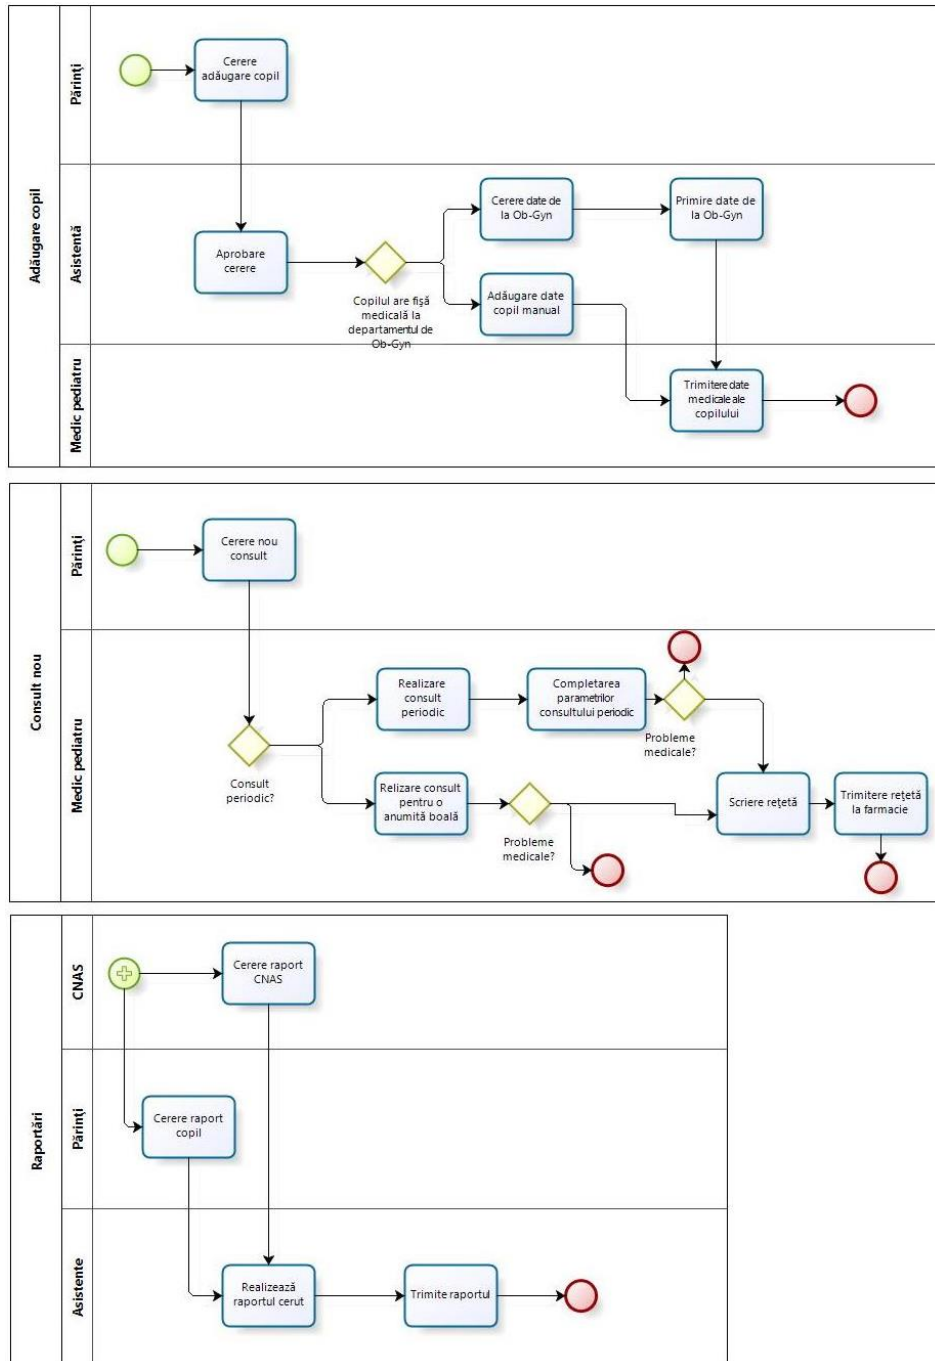 Adăugare copil
Părinți
Cerere
adăugare copil
Asistentă
Aprobare
cerere
Copilul are fișă
medicală la
departamentul de
Ob-Gyn
Cerere date de
la Ob-Gyn
Primire date de
la Ob-Gyn
Adăugare date
copil manual
Medic pediatru
Trimitere date
medicale ale
copilului
Consult nou
Părinți
Cerere nou
consult
Medic pediatru
Consult
periodic?
Realizare
consult
periodic
Completarea
parametrilor
consultului periodic
Probleme
medicale?
Relizare consult
pentru o
anumită boală
Probleme
medicale?
Scriere rețetă
Trimitere rețetă
la farmacie
Raportări
CNAS
Cerere raport
CNAS
Părinți
Cerere raport
copil
Asistente
Realizează
raportul cerut
Trimite raportul